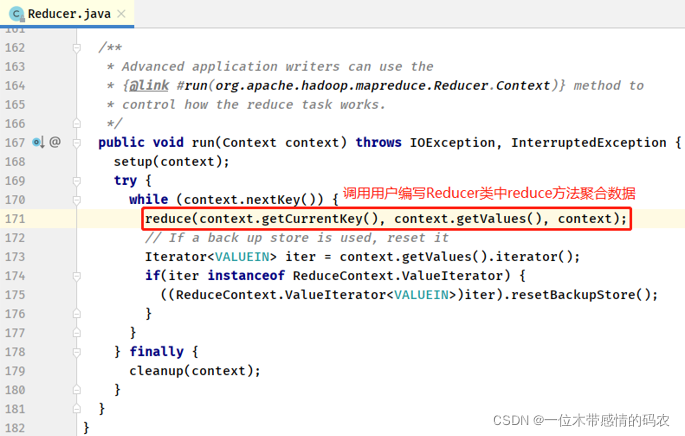 Reducer.java
161
162 /**
163 * Advanced application writers can use the
164 * {@link #run(org.apache.hadoop.mapreduce.Reducer.Context)} method to
165 * control how the reduce task works.
166 */
167 @ public void run(Context context) throws IOException, InterruptedException {
168 setup(context);
169 try {
170 while (context.nextKey()) { 调用用户编写Reducer类中reduce方法聚合数据
171 reduce(context.getCurrentKey(), context.getValues(), context);
172 // If a back up store is used, reset it
173 Iterator<VALUEIN> iter = context.getValues().iterator();
174 if(iter instanceof ReduceContext.ValueIterator) {
175 ((ReduceContext.ValueIterator<VALUEIN>)iter).resetBackupStore();
176 }
177 }
178 } finally {
179 cleanup(context);
180 }
181 }
182 }
CSDN @一位木带感情的码农